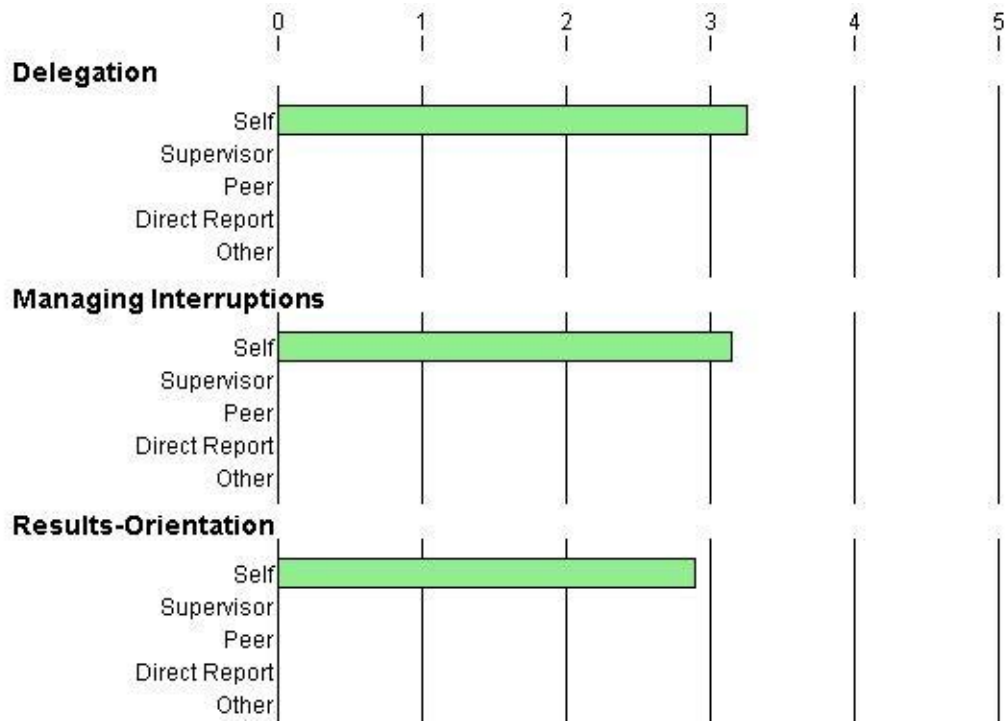 0 1 2 3 4 5
Delegation
Self
Supervisor
Peer
Direct Report
Other
Managing Interruptions
Self
Supervisor
Peer
Direct Report
Other
Results-Orientation
Self
Supervisor
Peer
Direct Report
Other